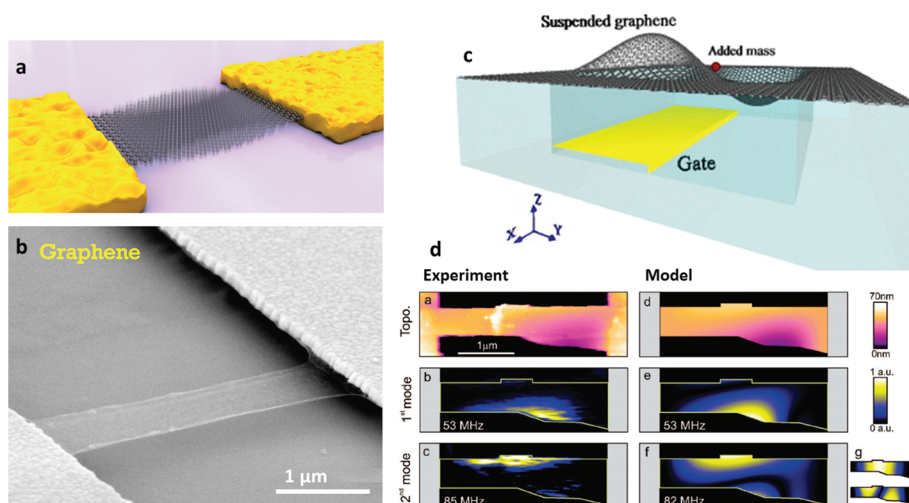 a
b
Graphene
1 μm
Suspended graphene
c
Added mass
Gate
Z
X
Y
d
Experiment
Model
Topo.
a
1μm
d
70nm
0nm
1st mode
b
53 MHz
e
53 MHz
1 a.u.
0 a.u.
2nd mode
c
85 MHz
f
82 MHz
g